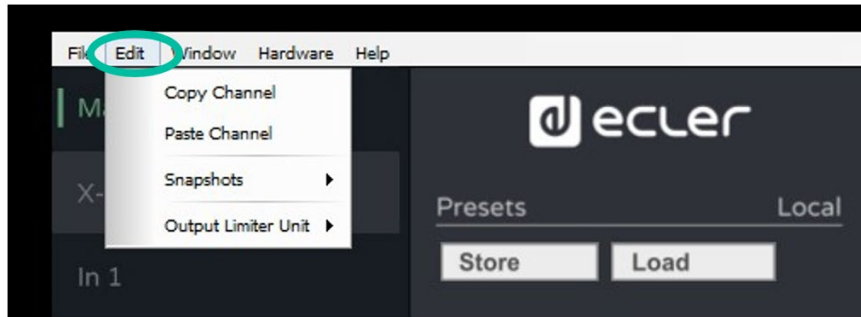 File Edit Window Hardware Help
Copy Channel
Paste Channel
Snapshots
Output Limiter Unit
X-
In 1
ecler
Presets Local
Store Load